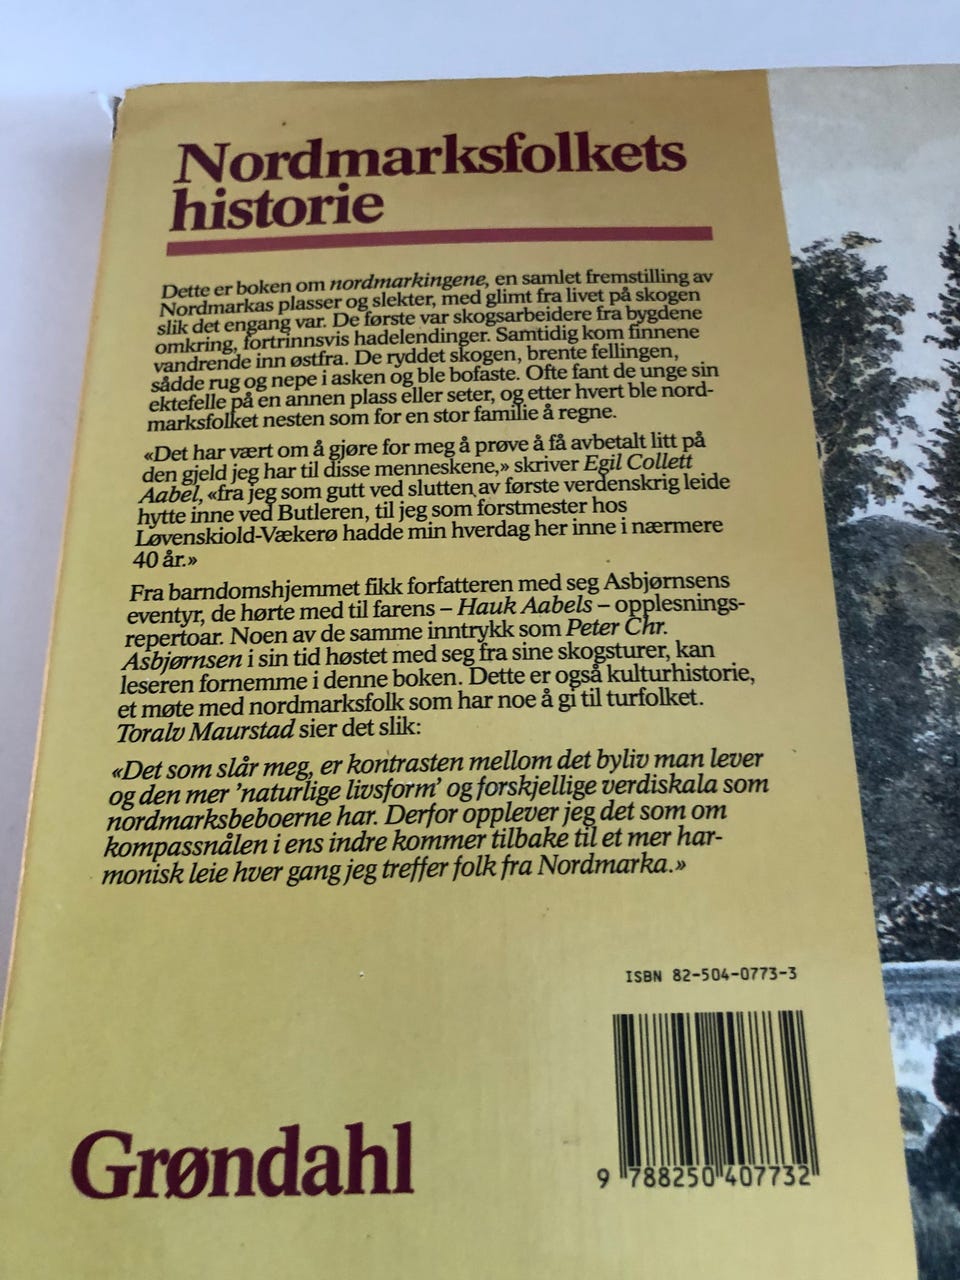 Nordmarksfolkets
historie
Dette er boken om nordmarkingene, en samlet fremstilling av
Nordmarkas plasser og slekter, med glimt fra livet på skogen
slik det engang var. De første var skogsarbeidere fra bygdene
omkring, fortrinnsvis hadelendinger. Samtidig kom finnene
vandrende inn østfra. De ryddet skogen, brente fellingen,
sådde rug og nepe i asken og ble bofaste. Ofte fant de unge sin
ektefelle på en annen plass eller seter, og etter hvert ble nord-
marksfolket nesten som for en stor familie å regne.
«Det har vært om å gjøre for meg å prøve å få avbetalt litt på
den gjeld jeg har til disse menneskene,» skriver Egil Collett
Aabel, «fra jeg som gutt ved slutten av første verdenskrig leide
hytte inne ved Butleren, til jeg som forstmester hos
Løvenskiold-Vækerø hadde min hverdag her inne i nærmere
40 år.»
Fra barndomshjemmet fikk forfatteren med seg Asbjørnsens
eventyr, de hørte med til farens – Hauk Aabels – opplesnings-
repertoar. Noen av de samme inntrykk som Peter Chr.
Asbjørnsen i sin tid høstet med seg fra sine skogsturer, kan
leseren fornemme i denne boken. Dette er også kulturhistorie,
et møte med nordmarksfolk som har noe å gi til turfolket.
Toralv Maurstad sier det slik:
«Det som slår meg, er kontrasten mellom det byliv man lever
og den mer 'naturlige livsform' og forskjellige verdiskala som
nordmarksbeboerne har. Derfor opplever jeg det som om
kompassnålen i ens indre kommer tilbake til et mer har-
monisk leie hver gang jeg treffer folk fra Nordmarka.»
ISBN 82-504-0773-3
9 788250 407732
Grøndahl